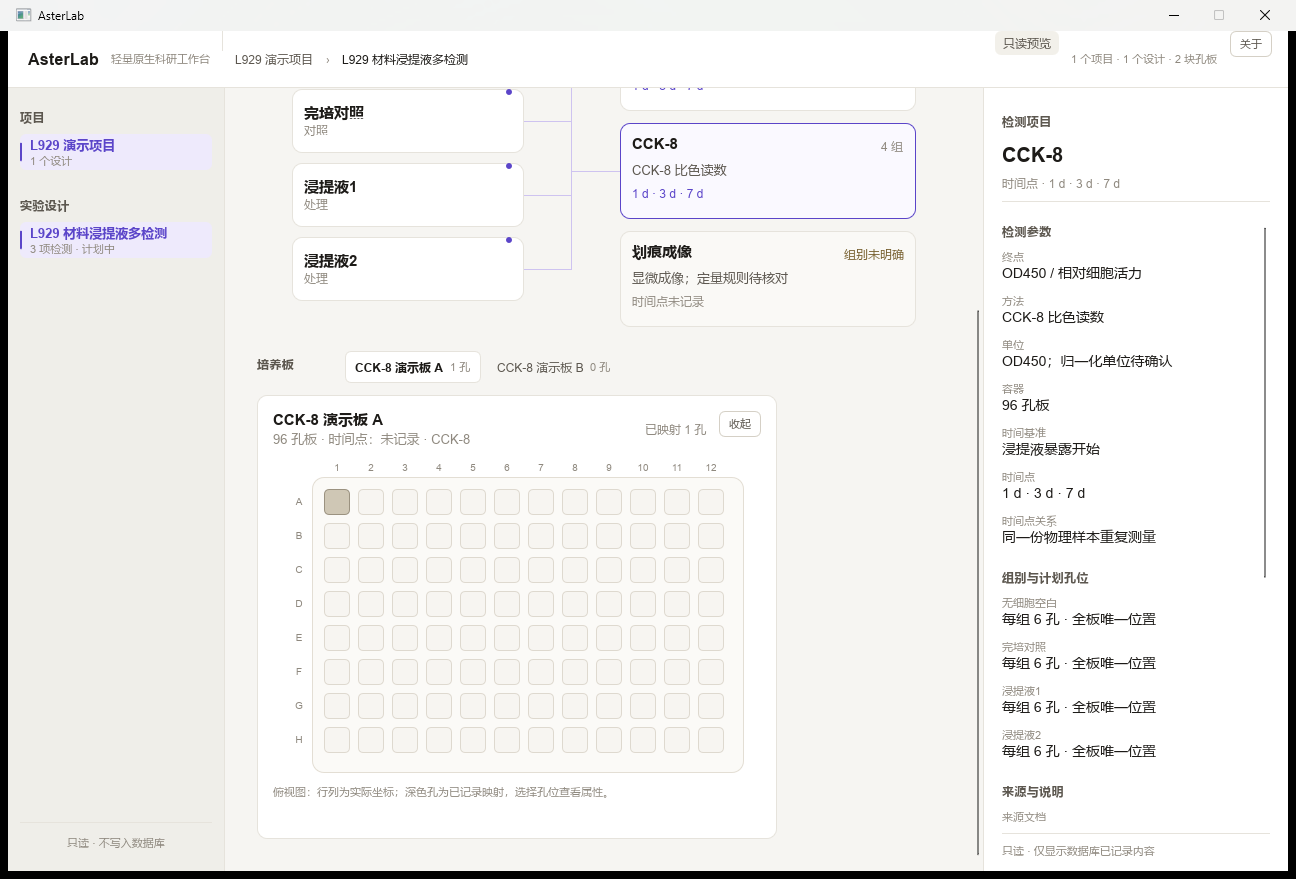 AsterLab
AsterLab 轻量原生科研工作台
L929 演示项目 › L929 材料浸提液多检测
只读预览
1 个项目 · 1 个设计 · 2 块孔板
关于
项目
L929 演示项目
1 个设计
实验设计
L929 材料浸提液多检测
3 项检测 · 计划中
只读 · 不写入数据库
完培对照
对照
浸提液1
处理
浸提液2
处理
CCK-8
4 组
CCK-8 比色读数
1 d · 3 d · 7 d
划痕成像
组别未明确
显微成像；定量规则待核对
时间点未记录
培养板
CCK-8 演示板 A 1 孔
CCK-8 演示板 B 0 孔
CCK-8 演示板 A
96 孔板 · 时间点：未记录 · CCK-8
已映射 1 孔
收起
1 2 3 4 5 6 7 8 9 10 11 12
A
B
C
D
E
F
G
H
俯视图：行列为实际坐标；深色孔为已记录映射，选择孔位查看属性。
检测项目
CCK-8
时间点 · 1 d · 3 d · 7 d
检测参数
终点
OD450 / 相对细胞活力
方法
CCK-8 比色读数
单位
OD450；归一化单位待确认
容器
96 孔板
时间基准
浸提液暴露开始
时间点
1 d · 3 d · 7 d
时间点关系
同一份物理样本重复测量
组别与计划孔位
无细胞空白
每组 6 孔 · 全板唯一位置
完培对照
每组 6 孔 · 全板唯一位置
浸提液1
每组 6 孔 · 全板唯一位置
浸提液2
每组 6 孔 · 全板唯一位置
来源与说明
来源文档
只读 · 仅显示数据库已记录内容